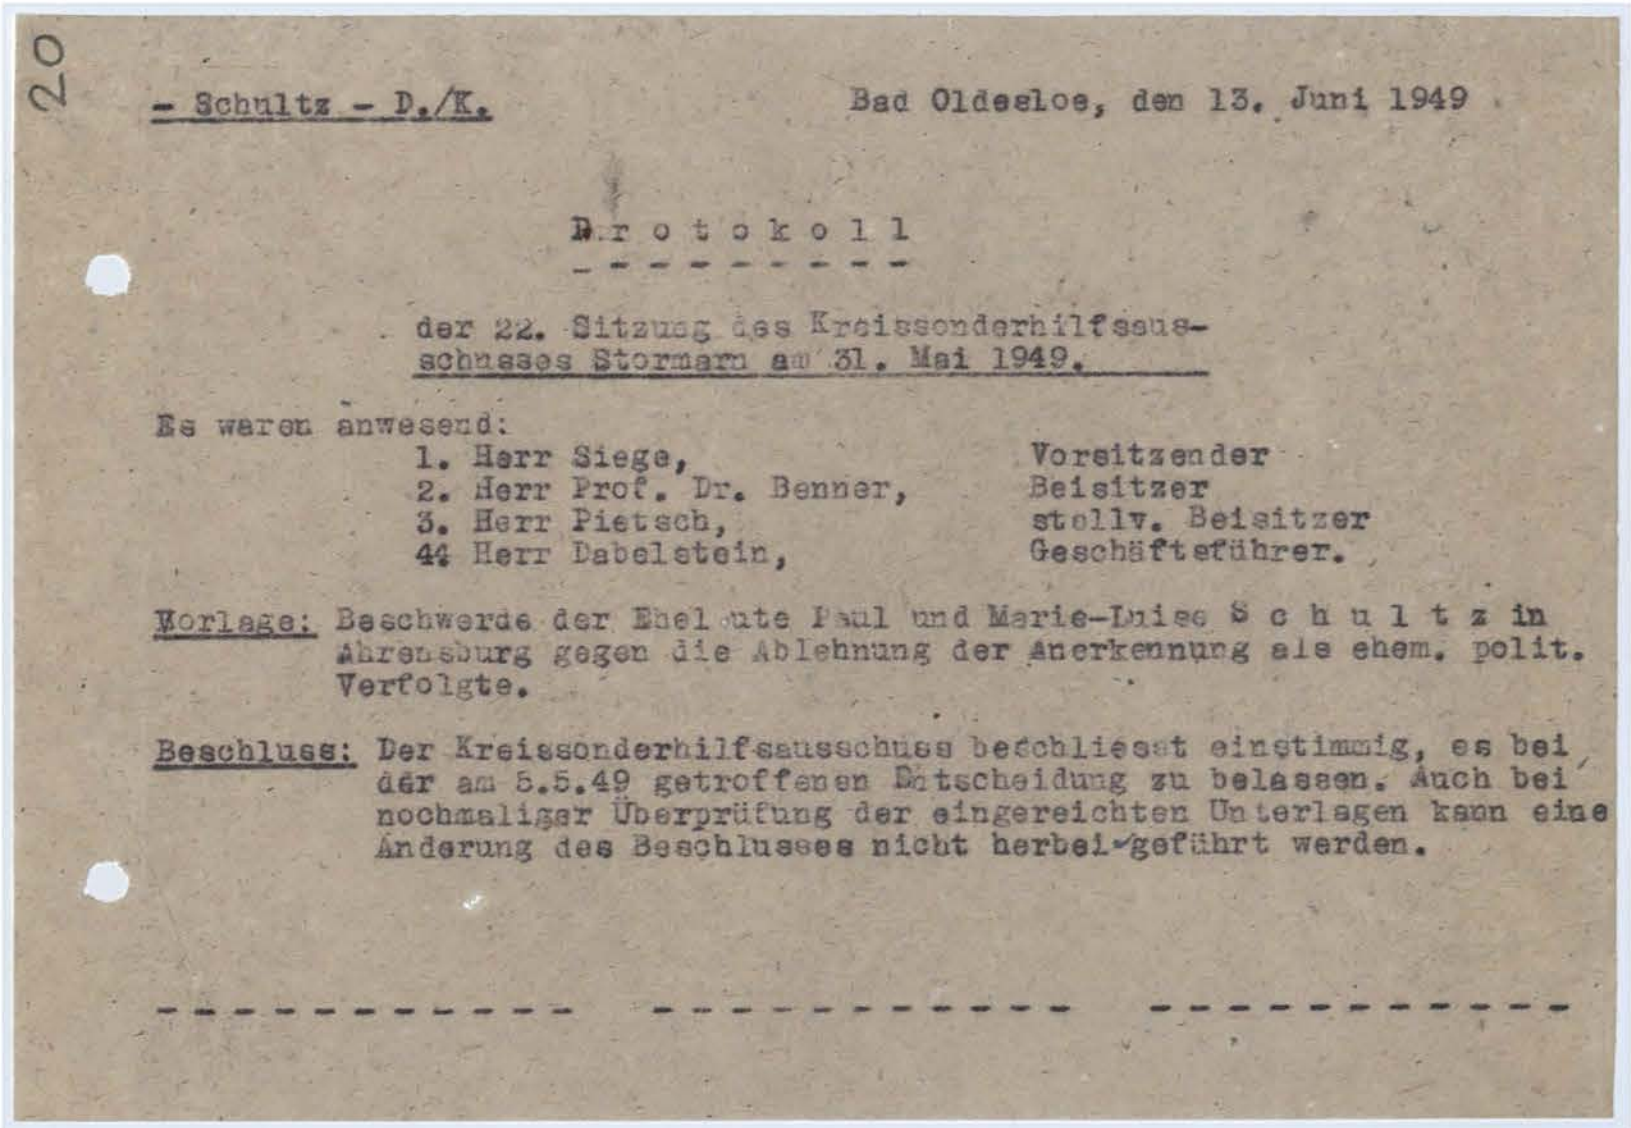 20
- Schultz - D./K.
Bad Oldesloe, den 13. Juni 1949
P r o t o k o l l
- - - - - - - - -
der 22. Sitzung des Kreissonderhilfsaus-
schusses Stormarn am 31. Mai 1949.
Es waren anwesend:
1. Herr Siege, Vorsitzender
2. Herr Prof. Dr. Benner, Beisitzer
3. Herr Pietsch, stellv. Beisitzer
4. Herr Dabelstein, Geschäftsführer.
Vorlage: Beschwerde der Eheleute Paul und Marie-Luise S c h u l t z in
Ahrensburg gegen die Ablehnung der Anerkennung als ehem. polit.
Verfolgte.
Beschluss: Der Kreissonderhilfsausschuss beschliesst einstimmig, es bei
der am 5.5.49 getroffenen Entscheidung zu belassen. Auch bei
nochmaliger Überprüfung der eingereichten Unterlagen kann eine
Änderung des Beschlusses nicht herbei-geführt werden.
- - - - - - - - - - - - - - - - - - - - - - - - - - - - - - - - -